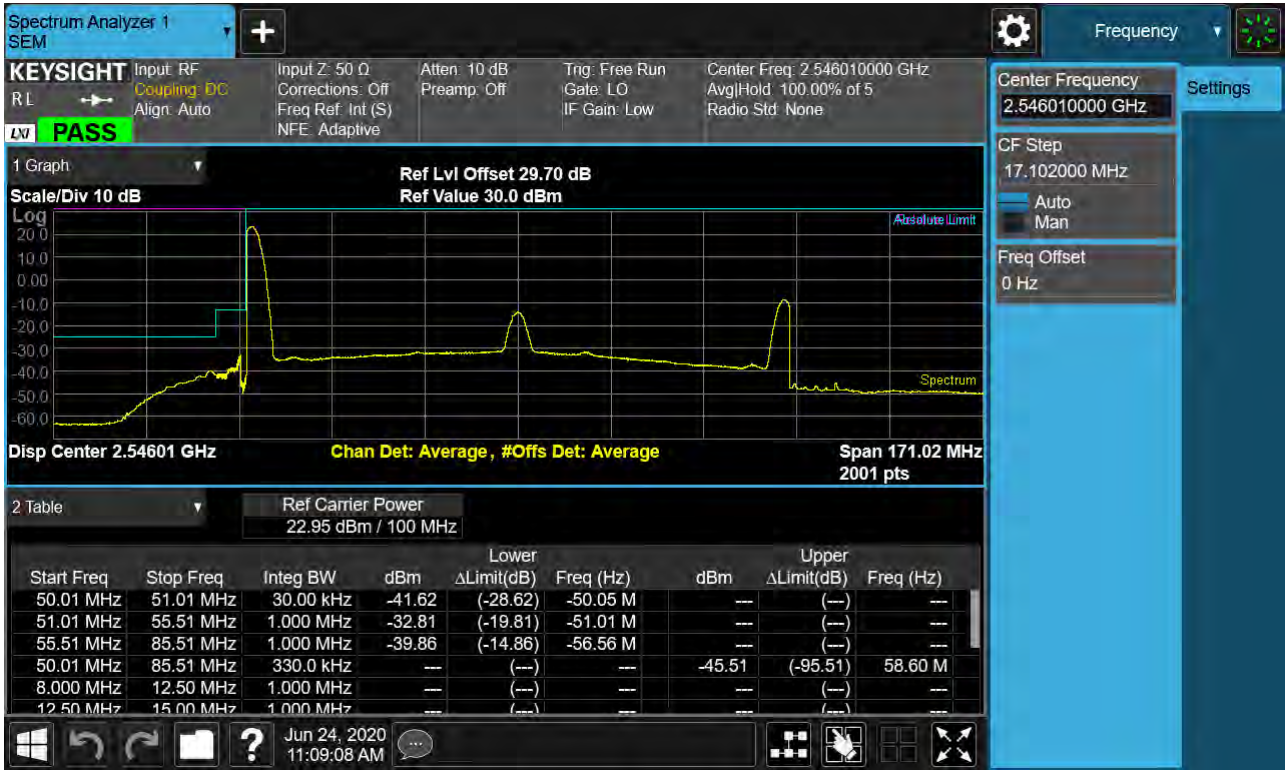 Spectrum Analyzer 1
SEM
Frequency
KEYSIGHT
RL
LXI
PASS
Input: RF
Coupling: DC
Align: Auto
Input Z: 50 Ω
Corrections: Off
Freq Ref: Int (S)
NFE: Adaptive
Atten: 10 dB
Preamp: Off
Trig: Free Run
Gate: LO
IF Gain: Low
Center Freq: 2.546010000 GHz
Avg|Hold: 100.00% of 5
Radio Std: None
Center Frequency
2.546010000 GHz
Settings
CF Step
17.102000 MHz
Auto
Man
Freq Offset
0 Hz
1 Graph
Scale/Div 10 dB
Ref Lvl Offset 29.70 dB
Ref Value 30.0 dBm
Log
20.0
10.0
0.00
-10.0
-20.0
-30.0
-40.0
-50.0
-60.0
Limit
Spectrum
Disp Center 2.54601 GHz
Chan Det: Average, #Offs Det: Average
Span 171.02 MHz
2001 pts
2 Table
Ref Carrier Power
22.95 dBm / 100 MHz
Lower Upper
Start Freq Stop Freq Integ BW dBm ΔLimit(dB) Freq (Hz) dBm ΔLimit(dB) Freq (Hz)
50.01 MHz 51.01 MHz 30.00 kHz -41.62 (-28.62) -50.05 M --- (---) ---
51.01 MHz 55.51 MHz 1.000 MHz -32.81 (-19.81) -51.01 M --- (---) ---
55.51 MHz 85.51 MHz 1.000 MHz -39.86 (-14.86) -56.56 M --- (---) ---
50.01 MHz 85.51 MHz 330.0 kHz --- (---) --- -45.51 (-95.51) 58.60 M
8.000 MHz 12.50 MHz 1.000 MHz --- (---) --- --- (---) ---
12.50 MHz 15.00 MHz 1.000 MHz --- (---) --- --- (---) ---
?
Jun 24, 2020
11:09:08 AM